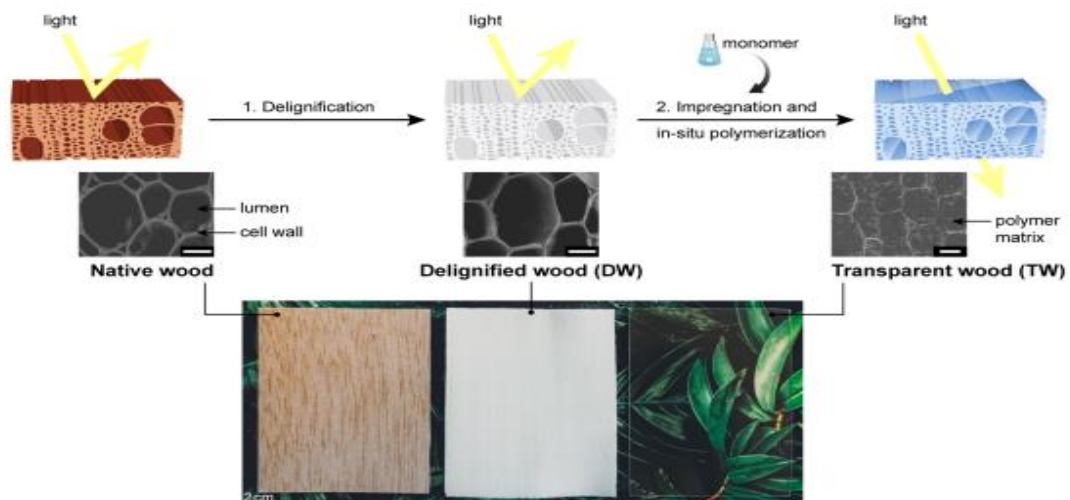 light
light
light
monomer
1. Delignification
2. Impregnation and
in-situ polymerization
lumen
cell wall
polymer
matrix
Native wood
Delignified wood (DW)
Transparent wood (TW)
2cm